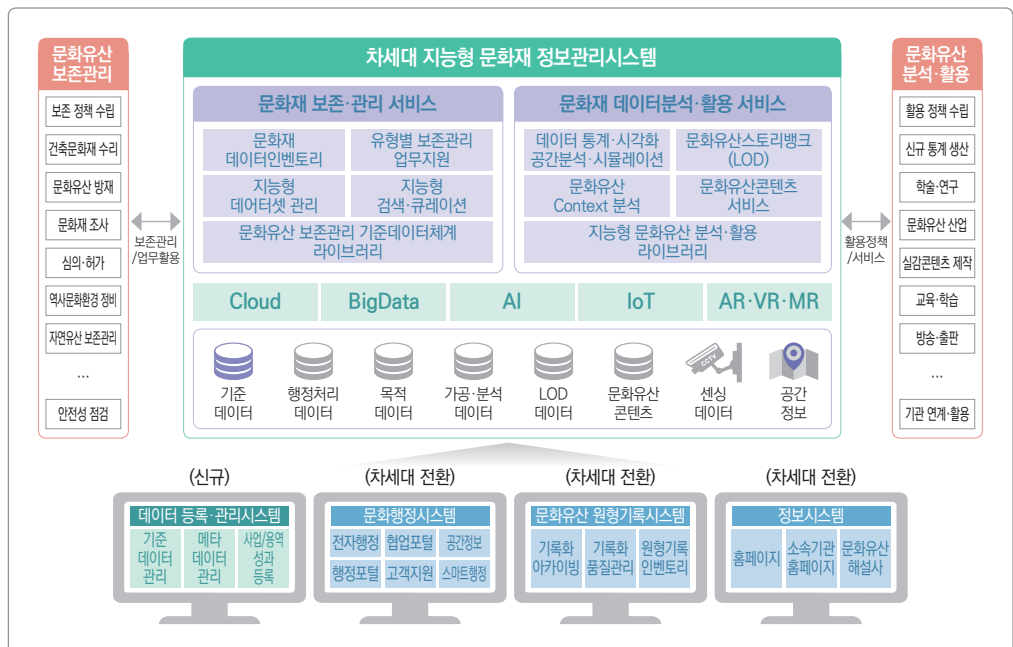 문화유산
보존관리
보존 정책 수립
건축문화재 수리
문화유산 방재
문화재 조사
심의·허가
역사문화환경 정비
자연유산 보존관리
...
안전성 점검
보존관리
/업무활용
차세대 지능형 문화재 정보관리시스템
문화재 보존·관리 서비스
문화재
데이터인벤토리
유형별 보존관리
업무지원
지능형
데어터셋 관리
지능형
검색·큐레이션
문화유산 보존관리 기준데이터체계
라이브러리
문화재 데이터분석·활용 서비스
데이터 통계·시각화
공간분석·시뮬레이션
문화유산스토리뱅크
(LOD)
문화유산
Context 분석
문화유산콘텐츠
서비스
지능형 문화유산 분석·활용
라이브러리
Cloud
BigData
AI
IoT
AR·VR·MR
기준
데이터
행정처리
데이터
목적
데이터
가공·분석
데이터
LOD
데이터
문화유산
콘텐츠
CCTV
센싱
데이터
공간
정보
활용정책
/서비스
문화유산
분석·활용
활용 정책 수립
신규 통계 생산
학술·연구
문화유산 산업
실감콘텐츠 제작
교육·학습
방송·출판
...
기관 연계·활용
(신규)
데이터 등록·관리시스템
기준
데이터
관리
메타
데이터
관리
사업/용역
성과
등록
(차세대 전환)
문화행정시스템
전자행정
협업포털
공간정보
행정포털
고객지원
스마트행정
(차세대 전환)
문화유산 원형기록시스템
기록화
아카이빙
기록화
품질관리
원형기록
인벤토리
(차세대 전환)
정보시스템
홈페이지
소속기관
홈페이지
문화유산
해설사